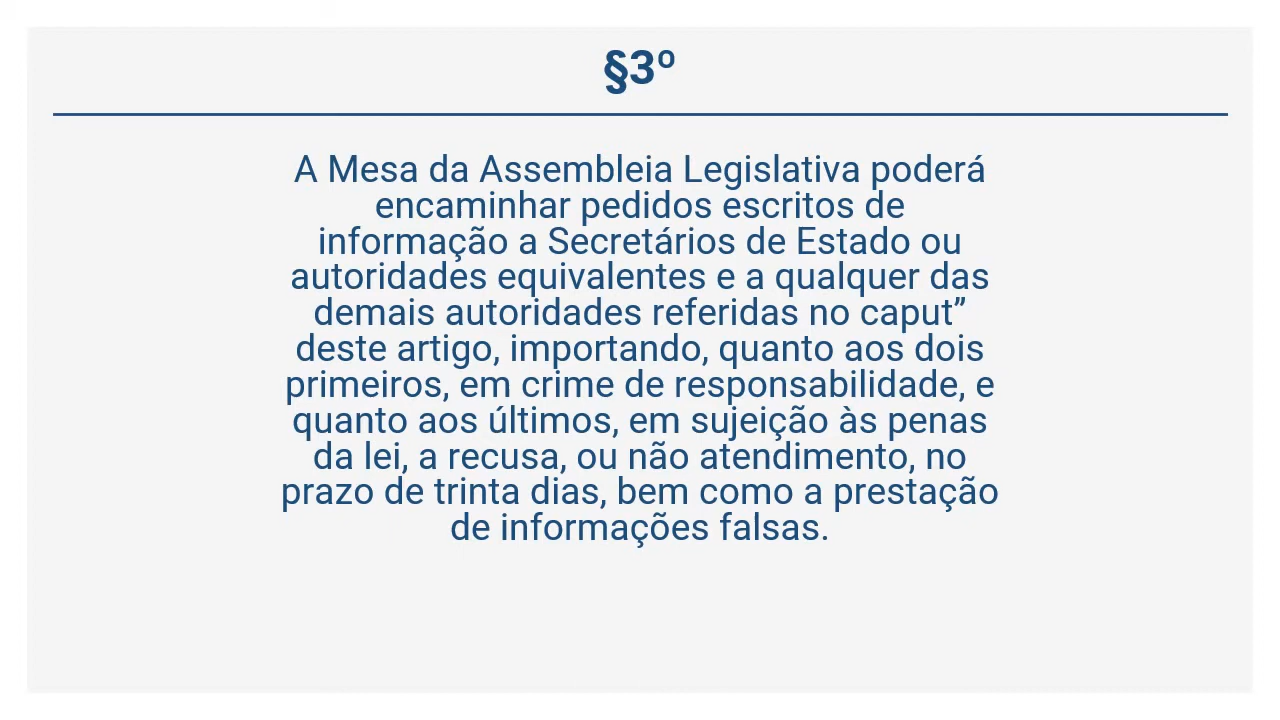 §3º
A Mesa da Assembleia Legislativa poderá
encaminhar pedidos escritos de
informação a Secretários de Estado ou
autoridades equivalentes e a qualquer das
demais autoridades referidas no caput”
deste artigo, importando, quanto aos dois
primeiros, em crime de responsabilidade, e
quanto aos últimos, em sujeição às penas
da lei, a recusa, ou não atendimento, no
prazo de trinta dias, bem como a prestação
de informações falsas.